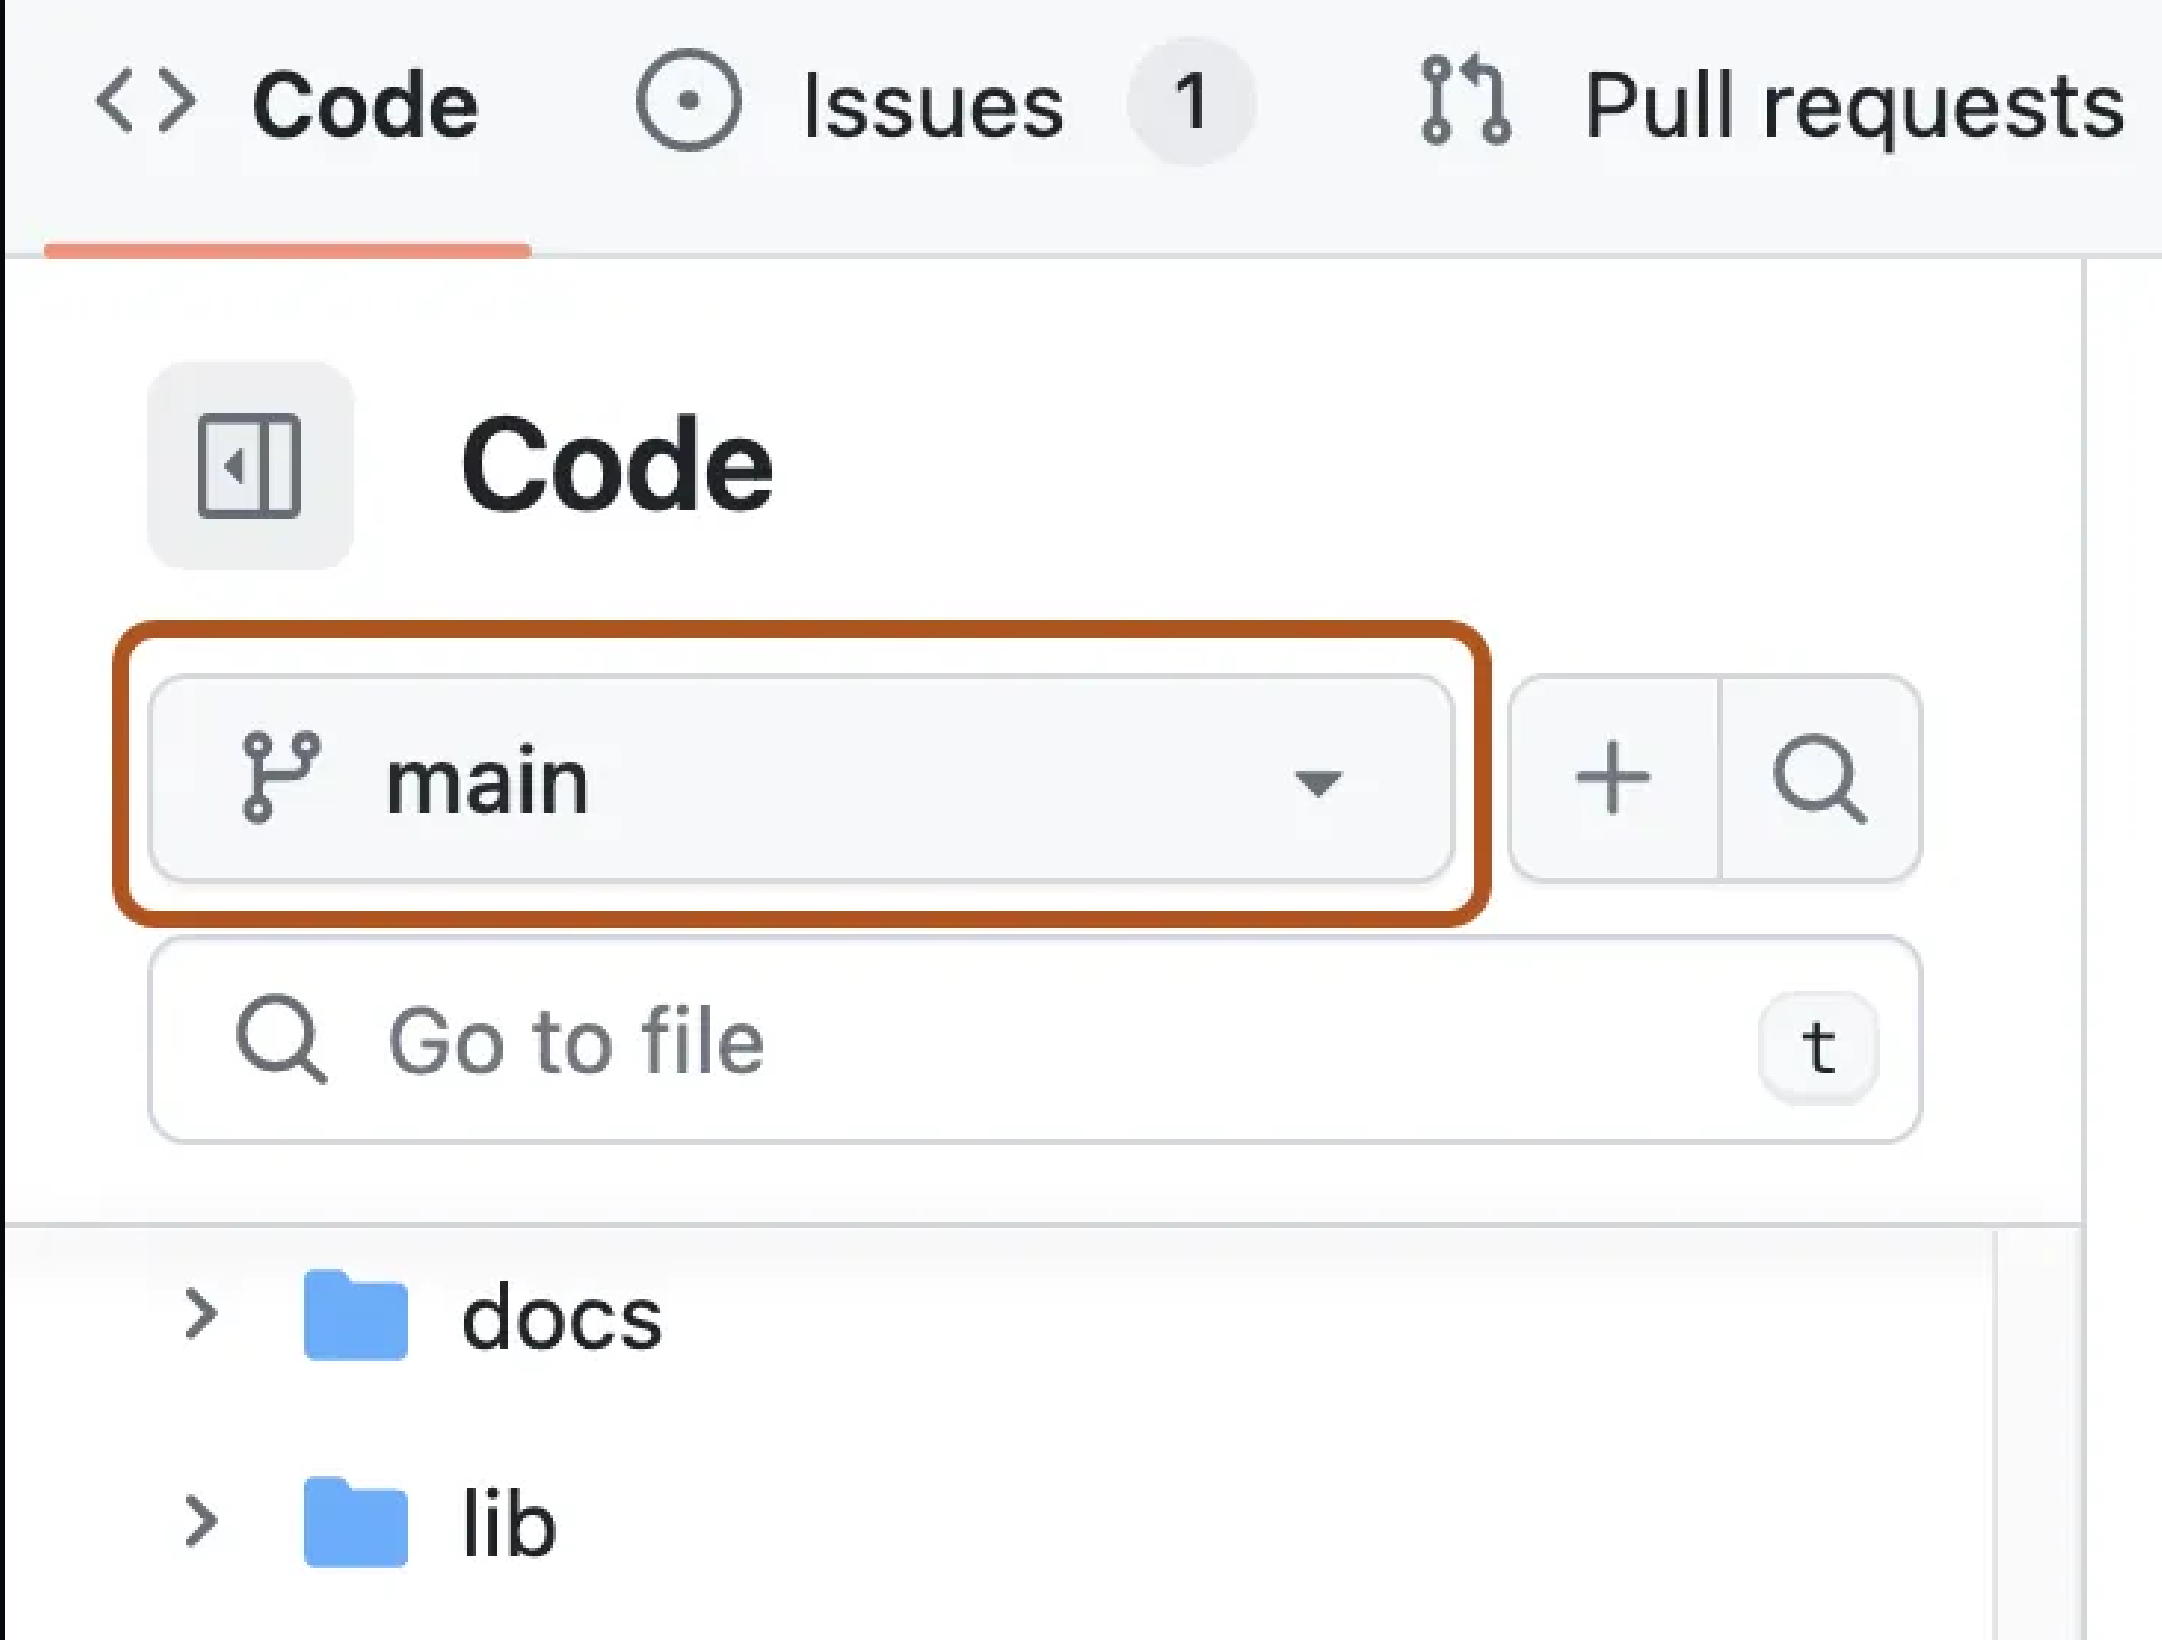 Code Issues 1 Pull requests
Code
main
Go to file t
docs
lib